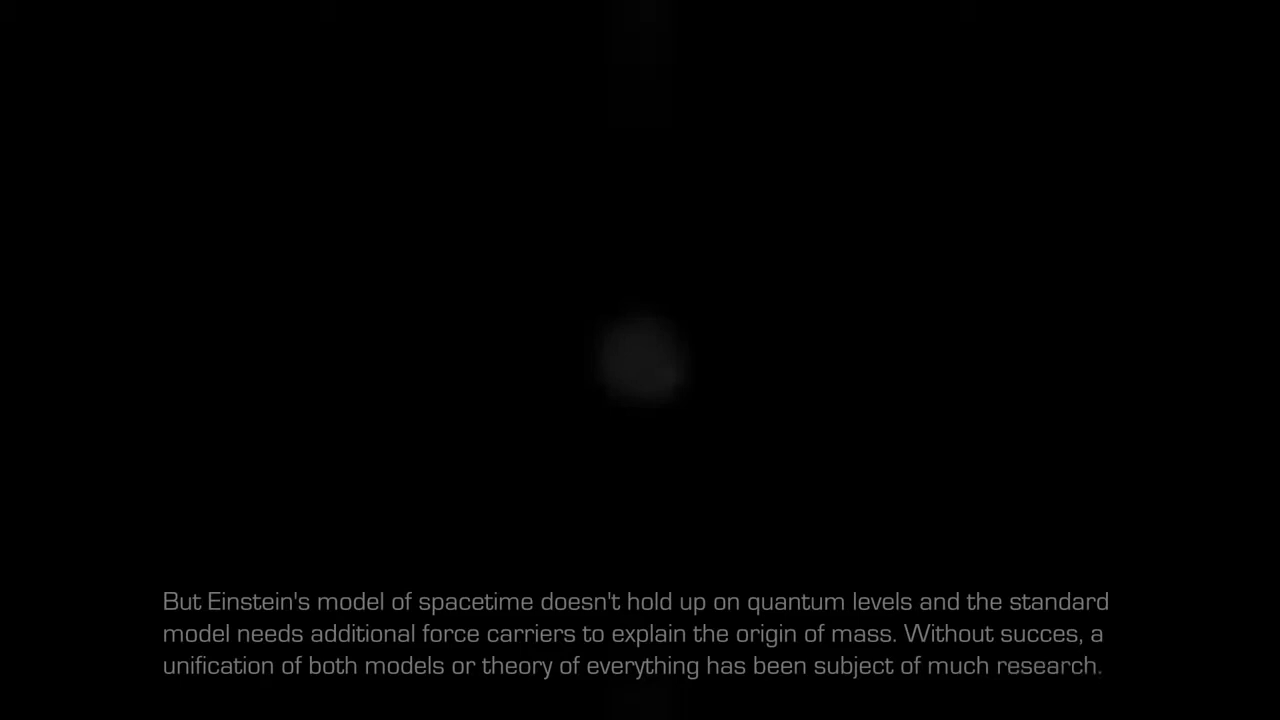 But Einstein's model of spacetime doesn't hold up on quantum levels and the standard
model needs additional force carriers to explain the origin of mass. Without succes, a
unification of both models or theory of everything has been subject of much research.